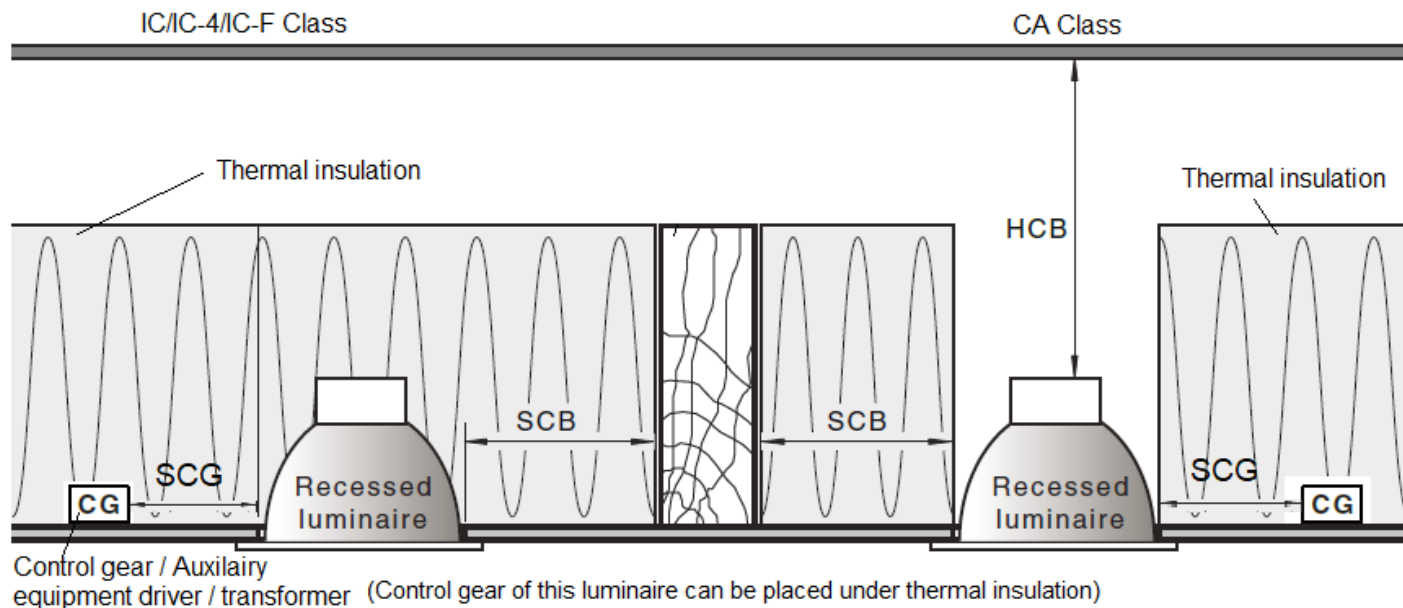 IC/IC-4/IC-F Class
CA Class
Thermal insulation
Thermal insulation
HCB
SCB
SCB
SCG
SCG
CG
Recessed
luminaire
Recessed
luminaire
CG
Control gear / Auxilairy
equipment driver / transformer
(Control gear of this luminaire can be placed under thermal insulation)